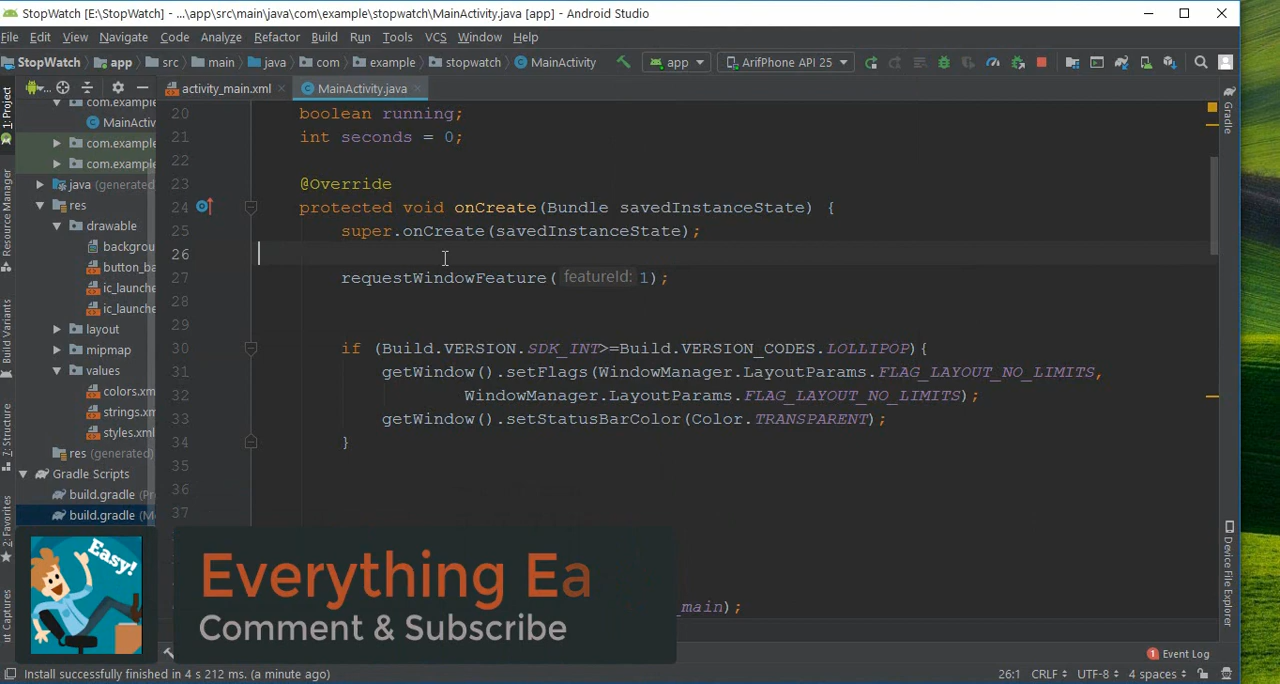 StopWatch [E:\StopWatch] - ...\app\src\main\java\com\example\stopwatch\MainActivity.java [app] - Android Studio
File Edit View Navigate Code Analyze Refactor Build Run Tools VCS Window Help
StopWatch app src main java com example stopwatch MainActivity app ArifPhone API 25
activity_main.xml MainActivity.java
1: Project
Resource Manager
Build Variants
7: Structure
2: Favorites
ut Captures
com.example
MainActiv
com.example
com.example
java (generated)
res
drawable
backgrou
button_ba
ic_launche
ic_launche
layout
mipmap
values
colors.xm
strings.xm
styles.xml
res (generated)
Gradle Scripts
build.gradle (Pr
build.gradle (M
20 boolean running;
21 int seconds = 0;
22
23 @Override
24 protected void onCreate(Bundle savedInstanceState) {
25 super.onCreate(savedInstanceState);
26
27 requestWindowFeature( featureId: 1);
28
29
30 if (Build.VERSION.SDK_INT>=Build.VERSION_CODES.LOLLIPOP){
31 getWindow().setFlags(WindowManager.LayoutParams.FLAG_LAYOUT_NO_LIMITS,
32 WindowManager.LayoutParams.FLAG_LAYOUT_NO_LIMITS);
33 getWindow().setStatusBarColor(Color.TRANSPARENT);
34 }
35
36
37
_main);
Easy!
Everything Ea
Comment & Subscribe
Gradle
Device File Explorer
1 Event Log
Install successfully finished in 4 s 212 ms. (a minute ago) 26:1 CRLF UTF-8 4 spaces